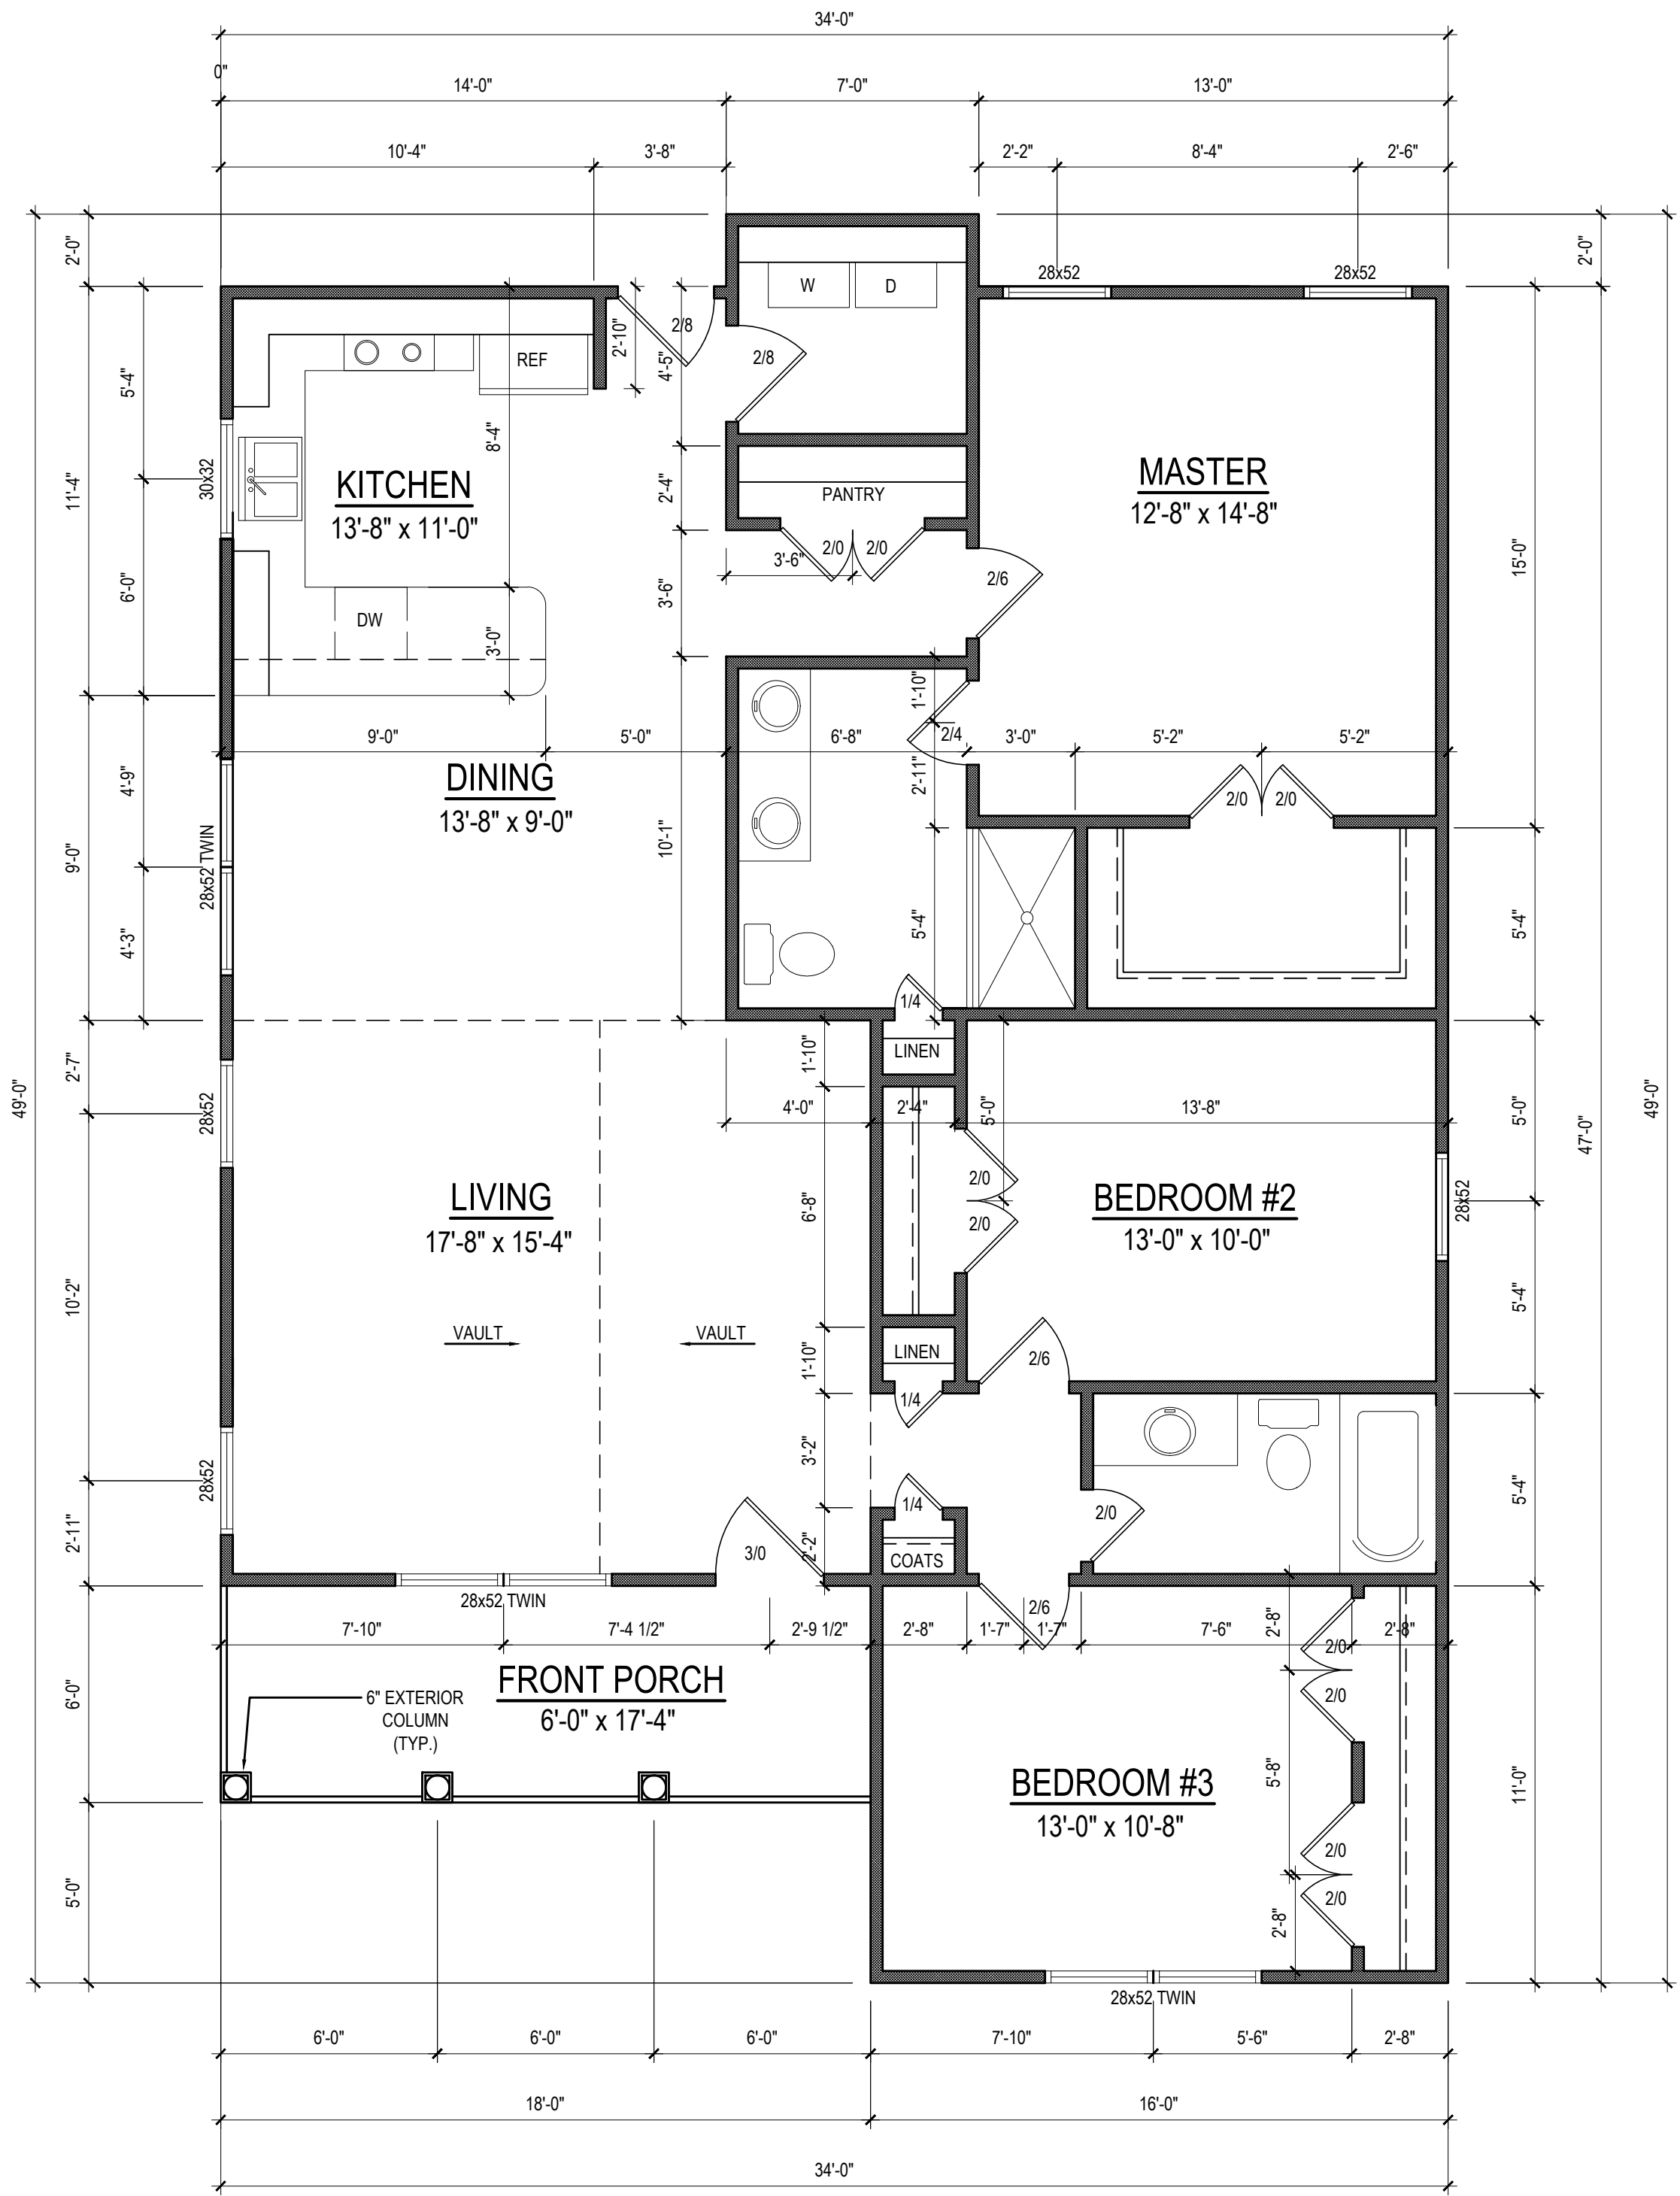 34'-0"
0"
14'-0"
7'-0"
13'-0"
10'-4"
3'-8"
2'-2"
8'-4"
2'-6"
2'-0"
2'-0"
28x52
28x52
W
D
2/8
2'-10"
REF
2/8
4'-5"
5'-4"
8'-4"
KITCHEN
13'-8" x 11'-0"
30x32
11'-4"
2'-4"
PANTRY
MASTER
12'-8" x 14'-8"
2/0
2/0
3'-6"
2/6
15'-0"
6'-0"
3'-6"
DW
3'-0"
1'-10"
9'-0"
5'-0"
6'-8"
2/4
3'-0"
5'-2"
5'-2"
4'-9"
DINING
13'-8" x 9'-0"
2'-11"
2/0
2/0
28x52 TWIN
9'-0"
10'-1"
4'-3"
5'-4"
5'-4"
1/4
LINEN
2'-7"
1'-10"
49'-0"
28x52
4'-0"
2'-4"
5'-0"
13'-8"
5'-0"
47'-0"
49'-0"
2/0
2/0
LIVING
17'-8" x 15'-4"
6'-8"
BEDROOM #2
13'-0" x 10'-0"
28x52
10'-2"
5'-4"
VAULT
VAULT
LINEN
1'-10"
2/6
1/4
3'-2"
28x52
5'-4"
1/4
2/0
2'-11"
3/0
2'-2"
COATS
28x52 TWIN
2/6
7'-10"
7'-4 1/2"
2'-9 1/2"
2'-8"
1'-7"
1'-7"
7'-6"
2'-8"
2'-8"
2/0
2/0
FRONT PORCH
6'-0" x 17'-4"
6" EXTERIOR
COLUMN
(TYP.)
6'-0"
BEDROOM #3
13'-0" x 10'-8"
5'-8"
11'-0"
2/0
2/0
5'-0"
2'-8"
28x52 TWIN
6'-0"
6'-0"
6'-0"
7'-10"
5'-6"
2'-8"
18'-0"
16'-0"
34'-0"